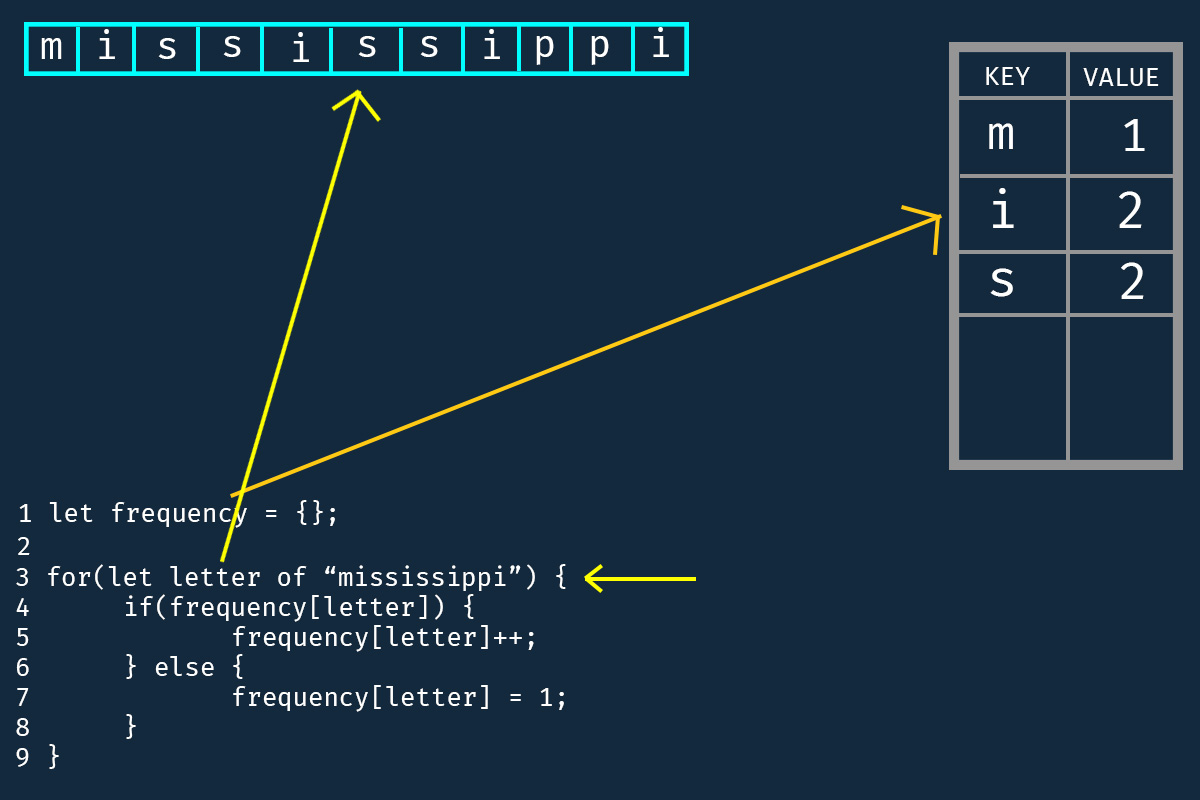 m i s s i s s i p p i
KEY VALUE
m 1
i 2
s 2
1 let frequency = {};
2
3 for(let letter of “mississippi”) {
4 if(frequency[letter]) {
5 frequency[letter]++;
6 } else {
7 frequency[letter] = 1;
8 }
9 }